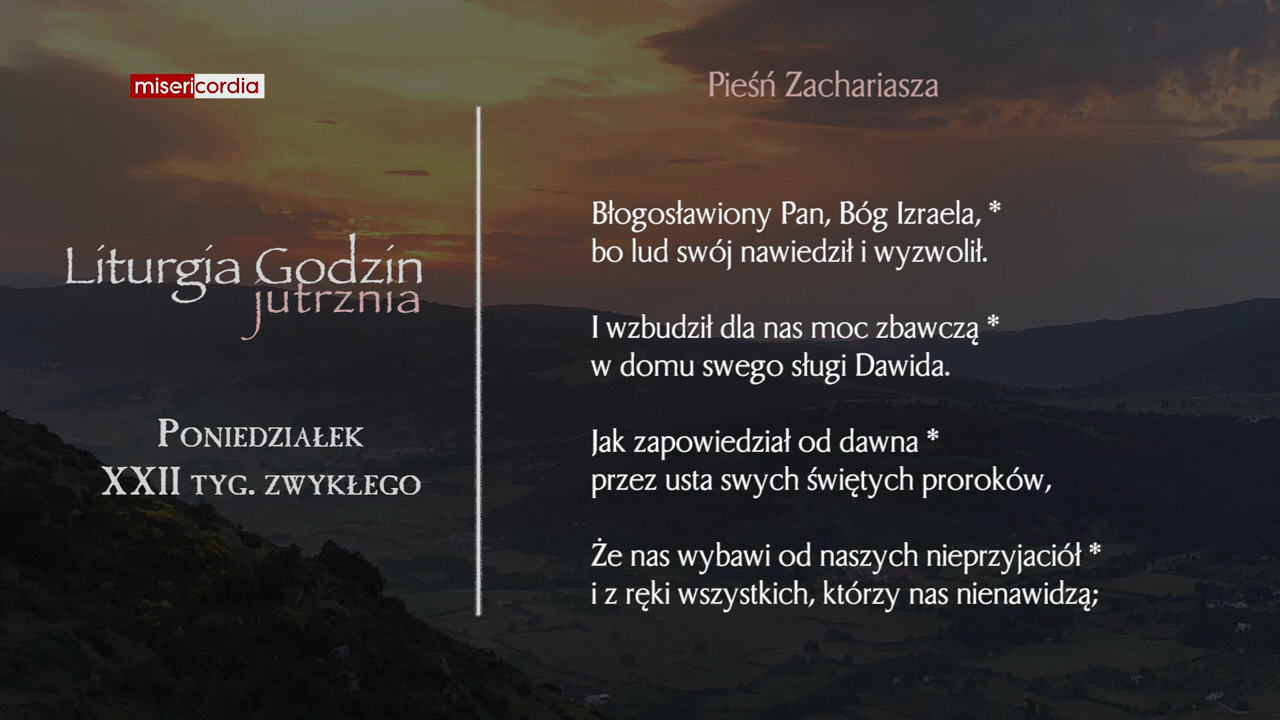 misericordia
Liturgia Godzin
jutrznia
Poniedziałek
XXII tyg. zwykłego
Pieśń Zachariasza
Błogosławiony Pan, Bóg Izraela, *
bo lud swój nawiedził i wyzwolił.
I wzbudził dla nas moc zbawczą *
w domu swego sługi Dawida.
Jak zapowiedział od dawna *
przez usta swych świętych proroków,
Że nas wybawi od naszych nieprzyjaciół *
i z ręki wszystkich, którzy nas nienawidzą;